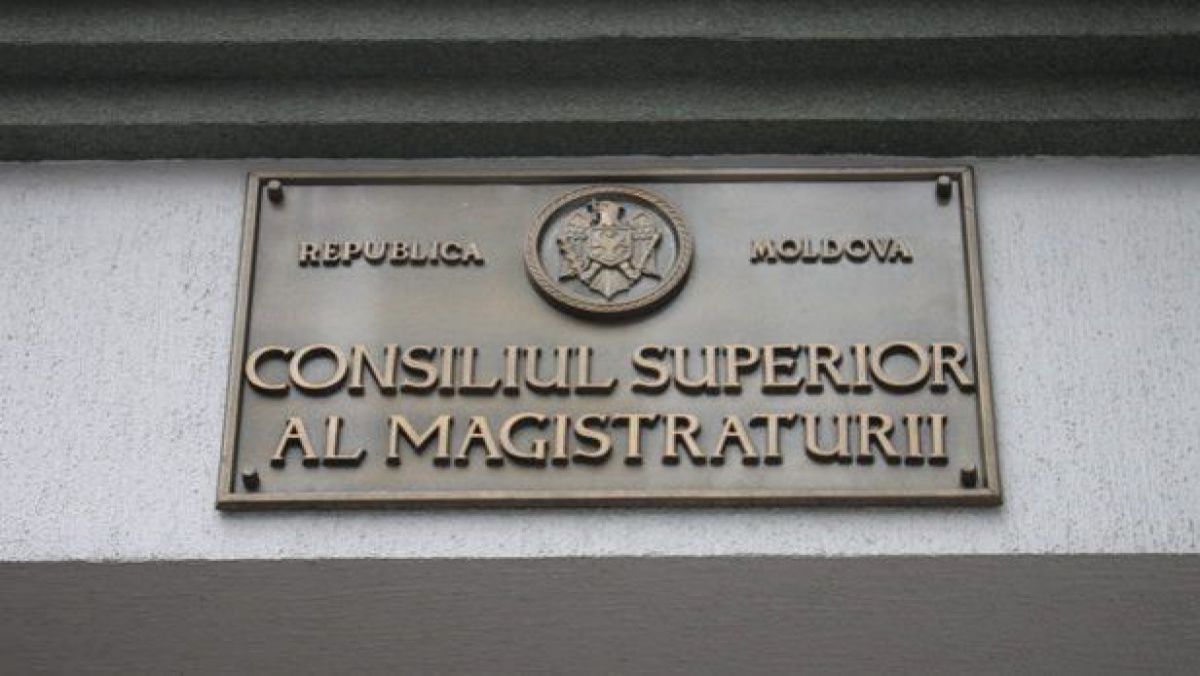 REPUBLICA MOLDOVA
CONSILIUL SUPERIOR
AL MAGISTRATURII